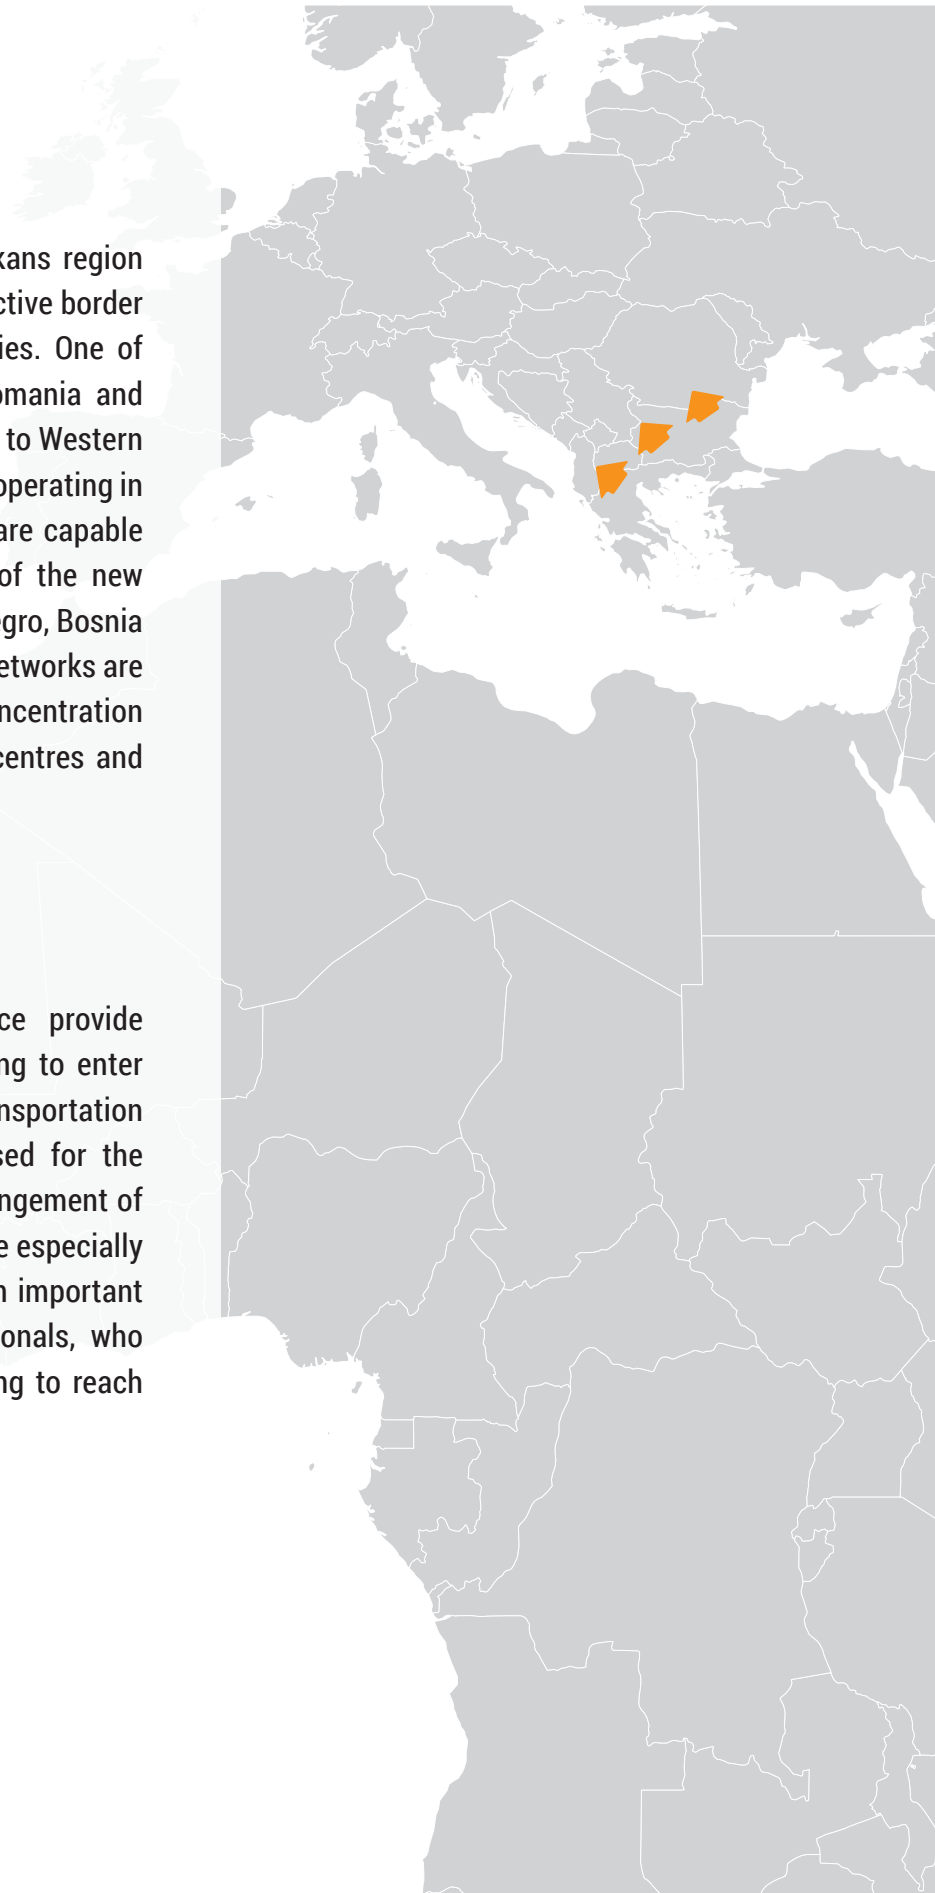 kans region
ctive border
ies. One of
omania and
to Western
operating in
are capable
of the new
egro, Bosnia
etworks are
ncentration
centres and
ce provide
ng to enter
nsportation
sed for the
ngement of
e especially
n important
onals, who
ng to reach